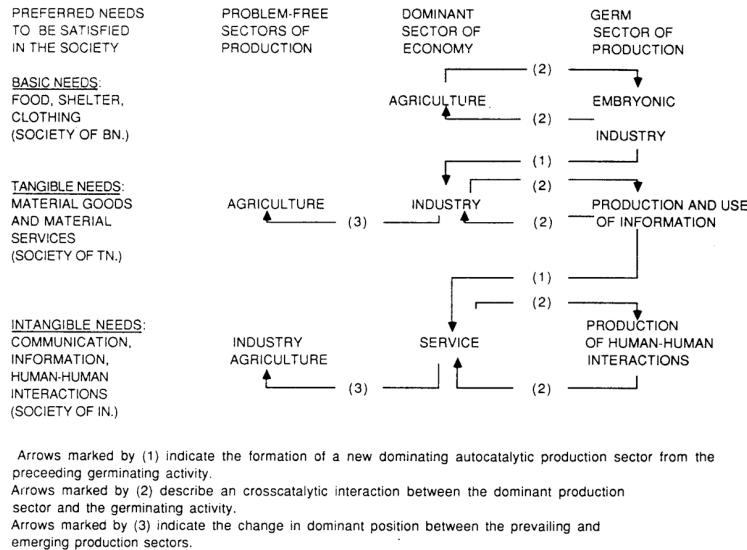 PREFERRED NEEDS
TO BE SATISFIED
IN THE SOCIETY
PROBLEM-FREE
SECTORS OF
PRODUCTION
DOMINANT
SECTOR OF
ECONOMY
GERM
SECTOR OF
PRODUCTION
BASIC NEEDS:
FOOD, SHELTER,
CLOTHING
(SOCIETY OF BN.)
(2)
AGRICULTURE
EMBRYONIC
(2)
INDUSTRY
(1)
TANGIBLE NEEDS:
MATERIAL GOODS
AND MATERIAL
SERVICES
(SOCIETY OF TN.)
AGRICULTURE
(3)
INDUSTRY
(2)
(2)
PRODUCTION AND USE
OF INFORMATION
(1)
(2)
INTANGIBLE NEEDS:
COMMUNICATION,
INFORMATION,
HUMAN-HUMAN
INTERACTIONS
(SOCIETY OF IN.)
INDUSTRY
AGRICULTURE
(3)
SERVICE
(2)
PRODUCTION
OF HUMAN-HUMAN
INTERACTIONS
Arrows marked by (1) indicate the formation of a new dominating autocatalytic production sector from the
preceeding germinating activity.
Arrows marked by (2) describe an crosscatalytic interaction between the dominant production
sector and the germinating activity.
Arrows marked by (3) indicate the change in dominant position between the prevailing and
emerging production sectors.